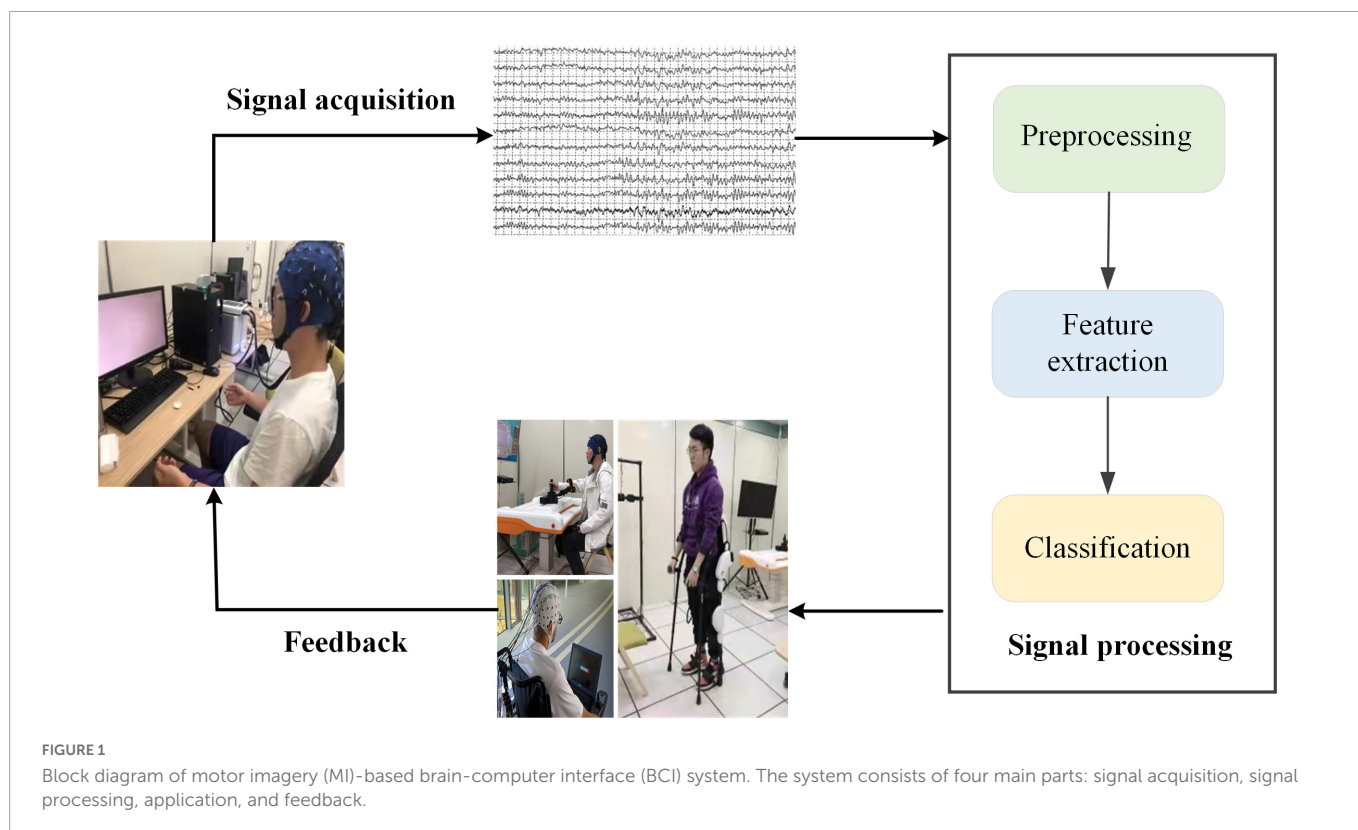 Signal acquisition
Preprocessing
Feature
extraction
Classification
Signal processing
Feedback
FIGURE 1
Block diagram of motor imagery (MI)-based brain-computer interface (BCI) system. The system consists of four main parts: signal acquisition, signal
processing, application, and feedback.